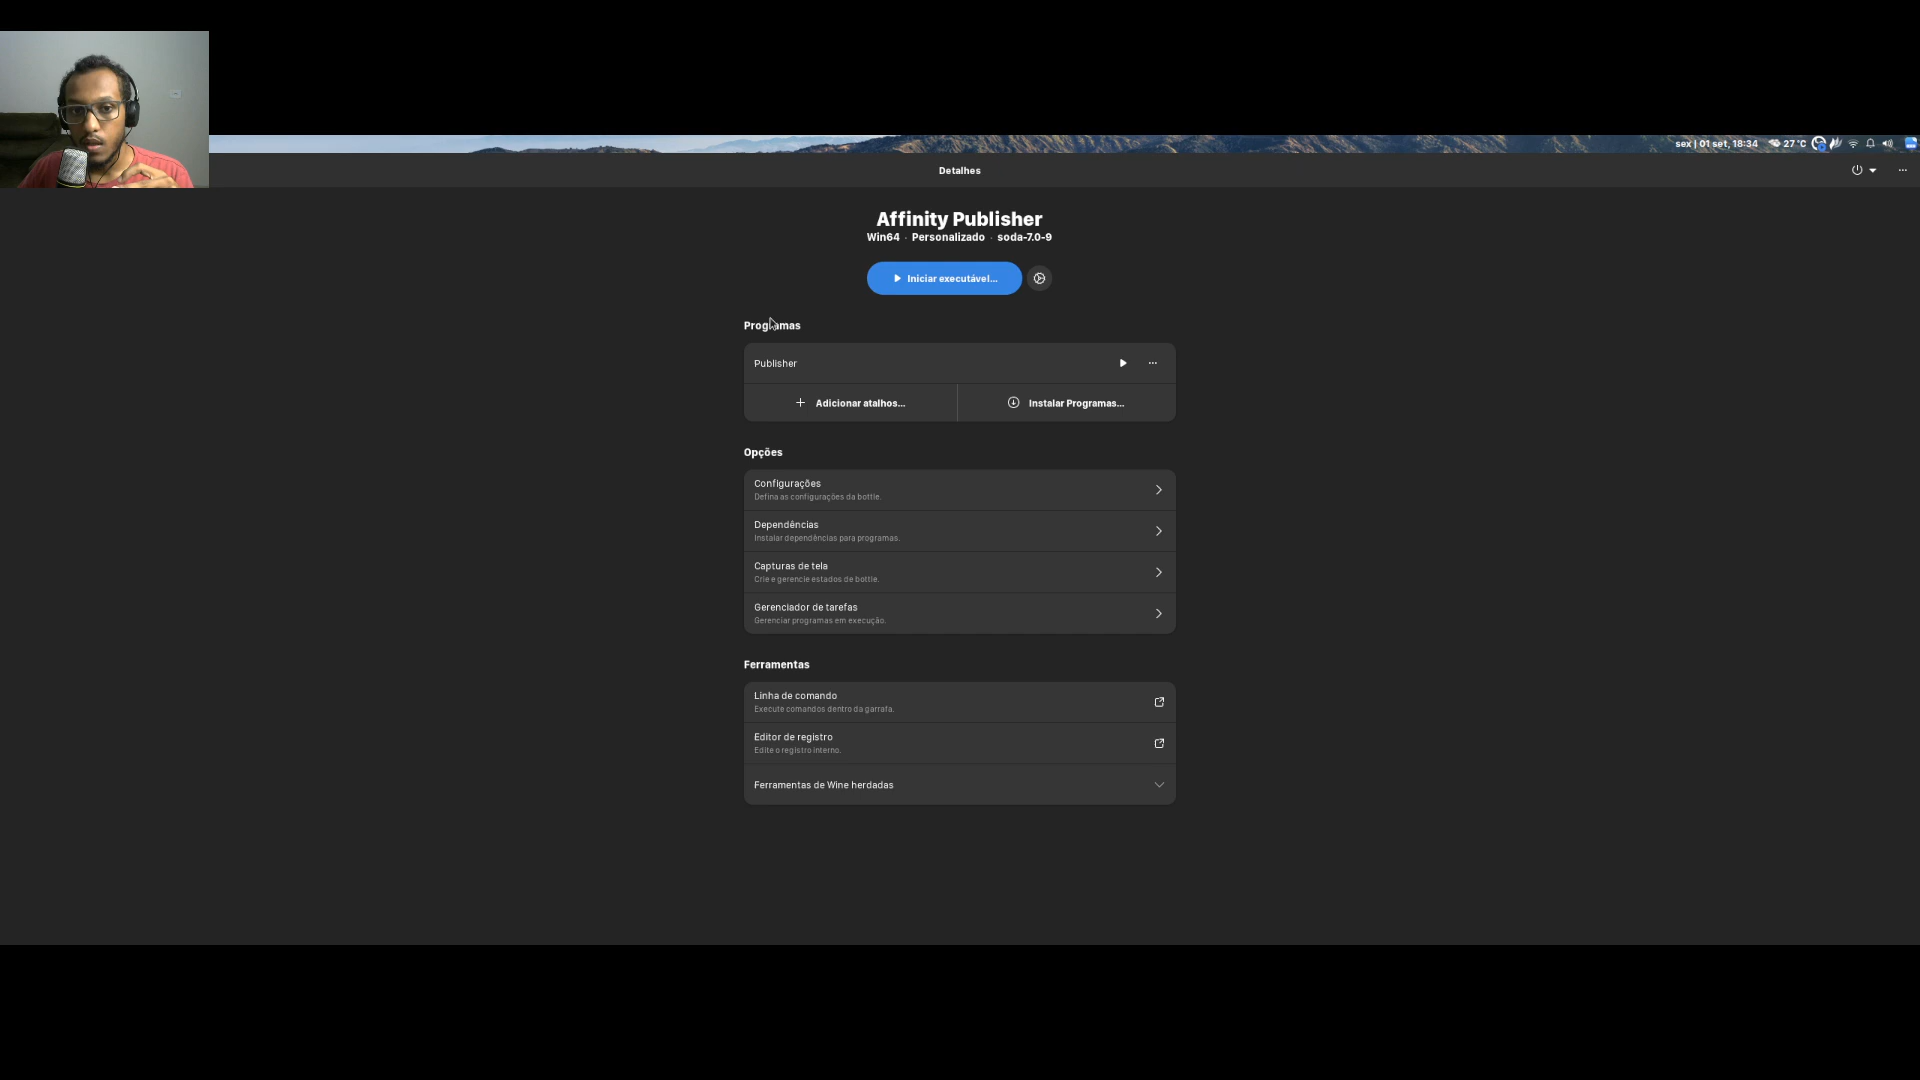 sex | 01 set, 18:34
27 °C
Detalhes
Affinity Publisher
Win64 · Personalizado · soda-7.0-9
Iniciar executável...
Programas
Publisher
Adicionar atalhos...
Instalar Programas...
Opções
Configurações
Defina as configurações da bottle.
Dependências
Instalar dependências para programas.
Capturas de tela
Crie e gerencie estados de bottle.
Gerenciador de tarefas
Gerenciar programas em execução.
Ferramentas
Linha de comando
Execute comandos dentro da garrafa.
Editor de registro
Edite o registro interno.
Ferramentas de Wine herdadas